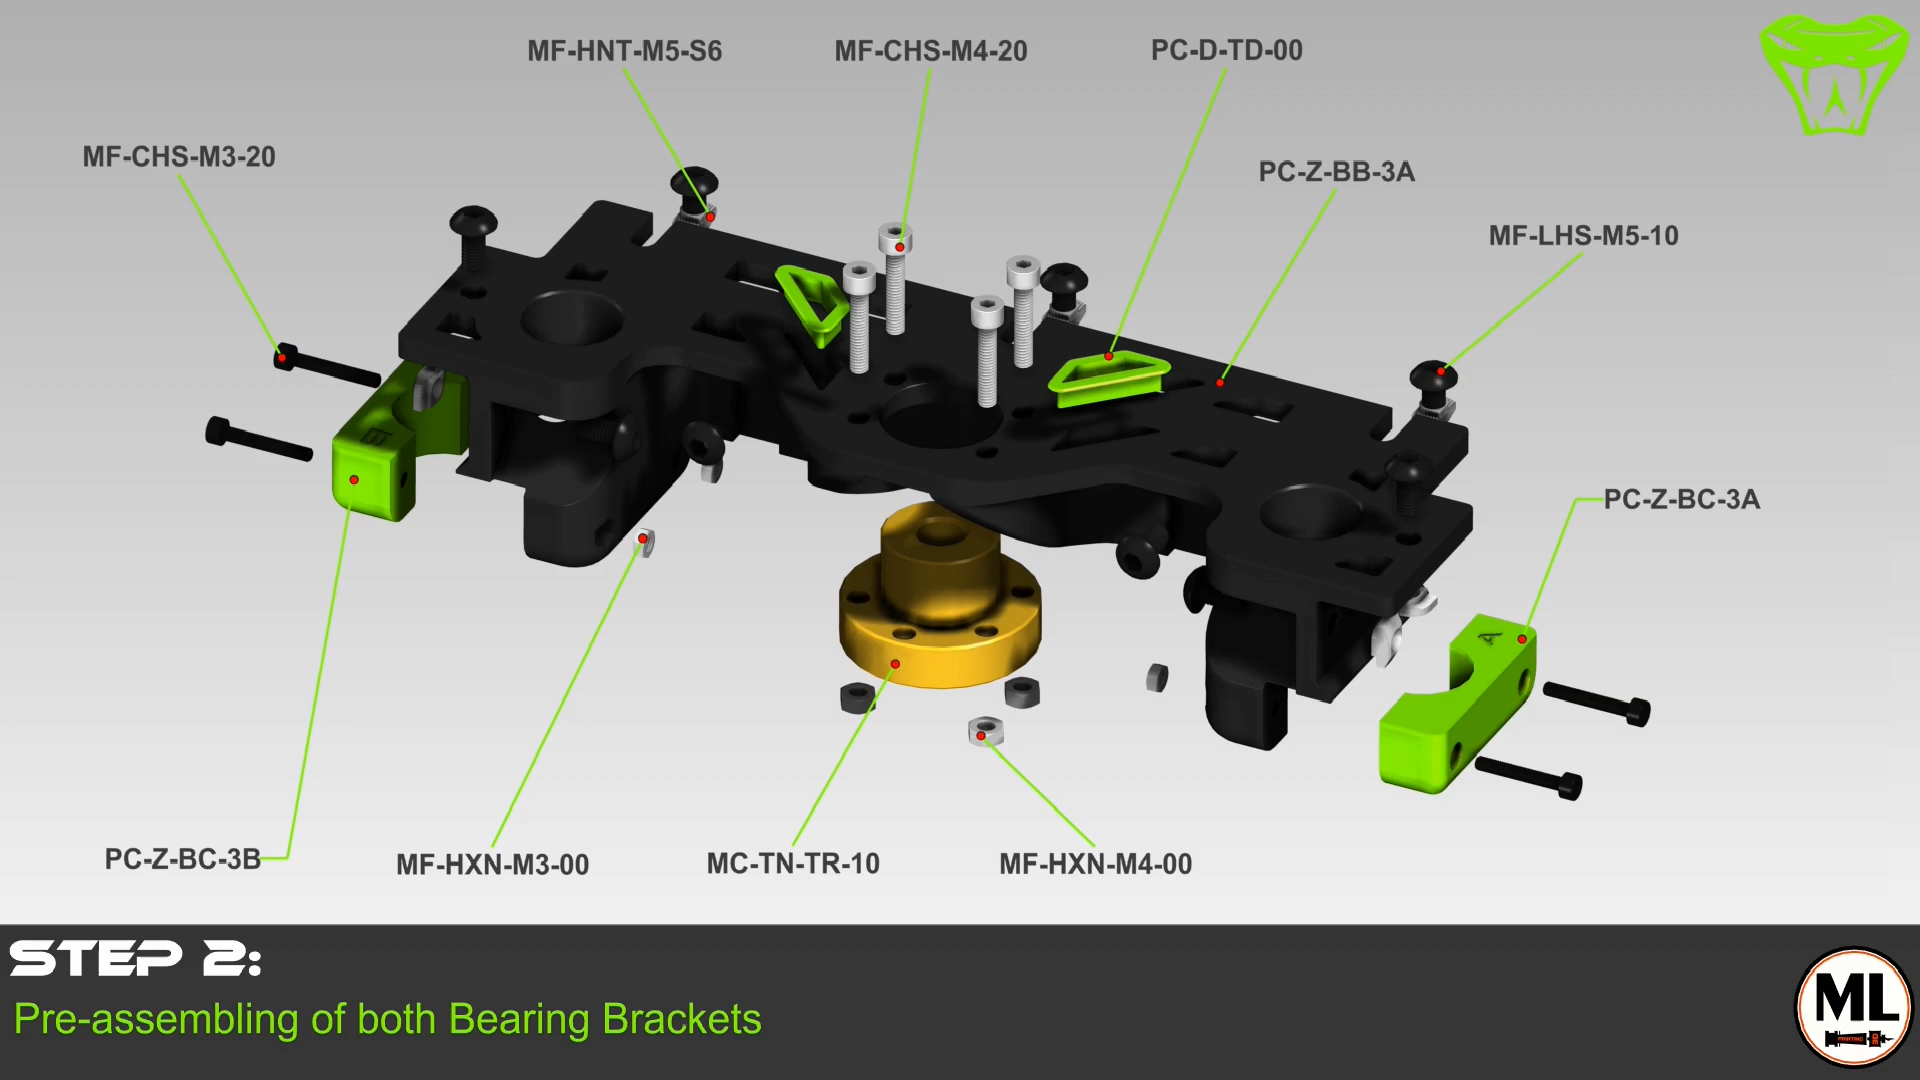 MF-HNT-M5-S6
MF-CHS-M4-20
PC-D-TD-00
MF-CHS-M3-20
PC-Z-BB-3A
MF-LHS-M5-10
B
PC-Z-BC-3A
A
PC-Z-BC-3B
MF-HXN-M3-00
MC-TN-TR-10
MF-HXN-M4-00
STEP 2:
Pre-assembling of both Bearing Brackets
ML
PRINTING